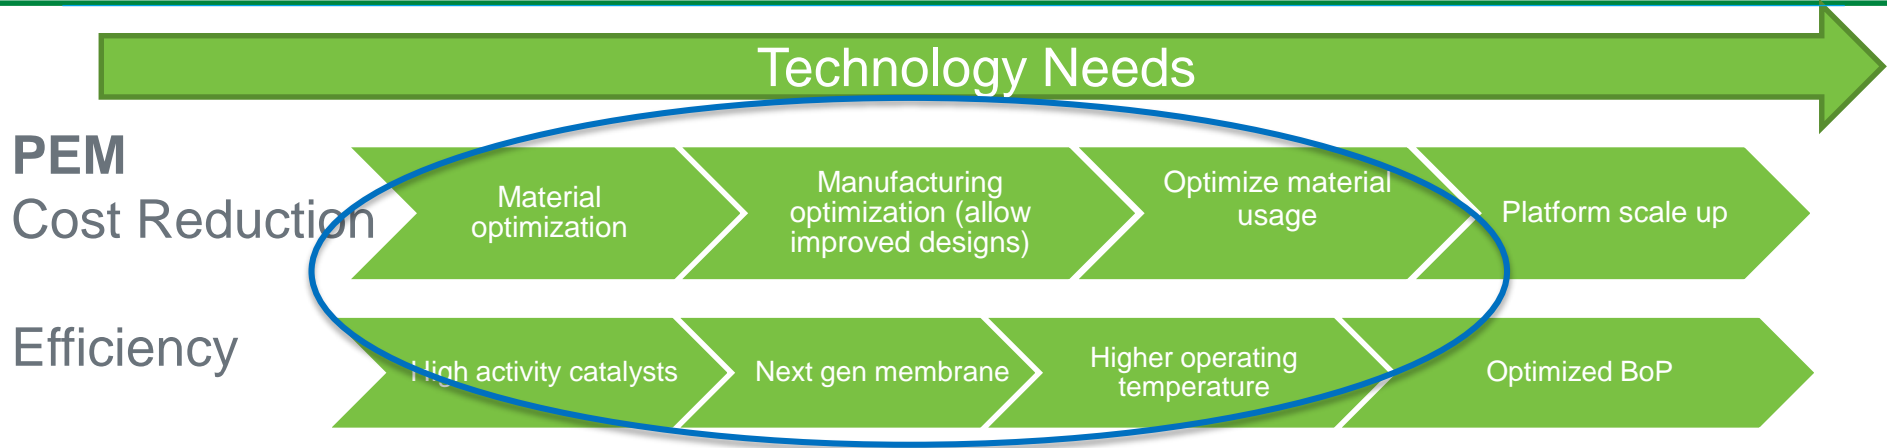 Technology Needs
PEM
Cost Reduction
Material
optimization
Manufacturing
optimization (allow
improved designs)
Optimize material
usage
Platform scale up
Efficiency
High activity catalysts
Next gen membrane
Higher operating
temperature
Optimized BoP